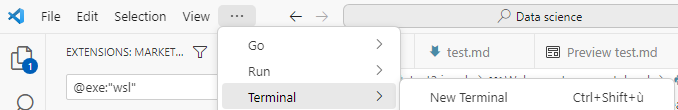 File Edit Selection View ... Data science
EXTENSIONS: MARKET...
Go
test.md Preview test.md
1
Run
@exe:"wsl"
Terminal New Terminal Ctrl+Shift+ù